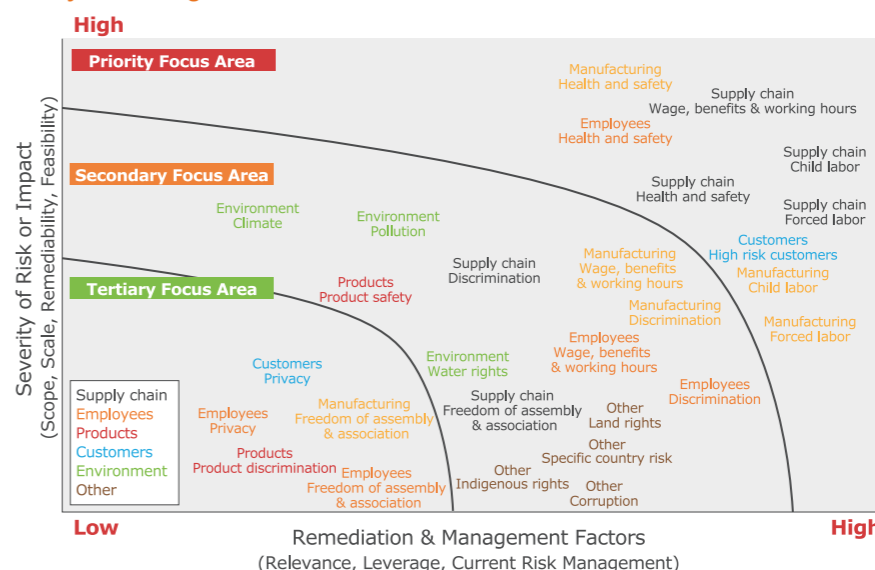 High
Priority Focus Area
Manufacturing
Health and safety
Supply chain
Wage, benefits & working hours
Employees
Health and safety
Supply chain
Child labor
Secondary Focus Area
Supply chain
Health and safety
Supply chain
Forced labor
Environment
Climate
Environment
Pollution
Customers
High risk customers
Supply chain
Discrimination
Manufacturing
Wage, benefits
& working hours
Manufacturing
Child labor
Tertiary Focus Area
Products
Product safety
Manufacturing
Discrimination
Manufacturing
Forced labor
Employees
Wage, benefits
& working hours
Environment
Water rights
Customers
Privacy
Employees
Discrimination
Supply chain
Freedom of assembly
& association
Manufacturing
Freedom of assembly
& association
Employees
Privacy
Other
Land rights
Products
Product discrimination
Other
Specific country risk
Employees
Freedom of assembly
& association
Other
Indigenous rights
Other
Corruption
Supply chain
Employees
Products
Customers
Environment
Other
Severity of Risk or Impact
(Scope, Scale, Remediability, Feasibility)
Low
High
Remediation & Management Factors
(Relevance, Leverage, Current Risk Management)